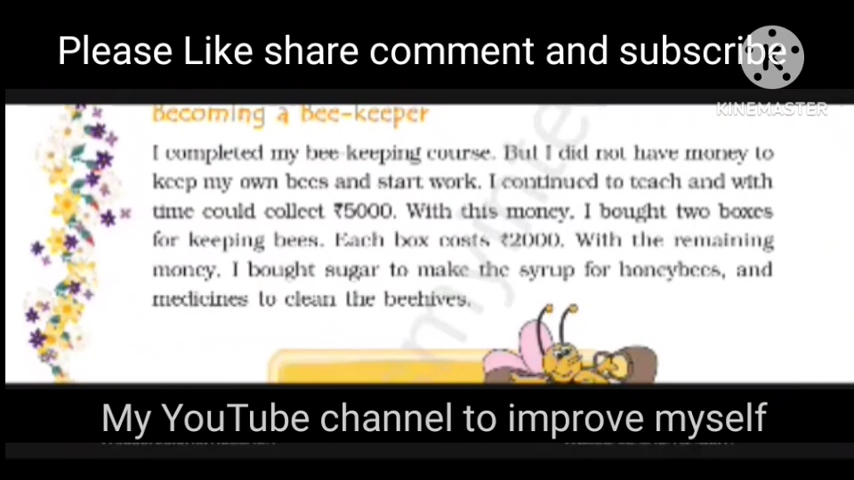 Please Like share comment and subscribe
KINEMASTER
Becoming a Bee-keeper
I completed my bee-keeping course. But I did not have money to
keep my own bees and start work. I continued to teach and with
time could collect ₹5000. With this money, I bought two boxes
for keeping bees. Each box costs ₹2000. With the remaining
money, I bought sugar to make the syrup for honeybees, and
medicines to clean the beehives.
My YouTube channel to improve myself